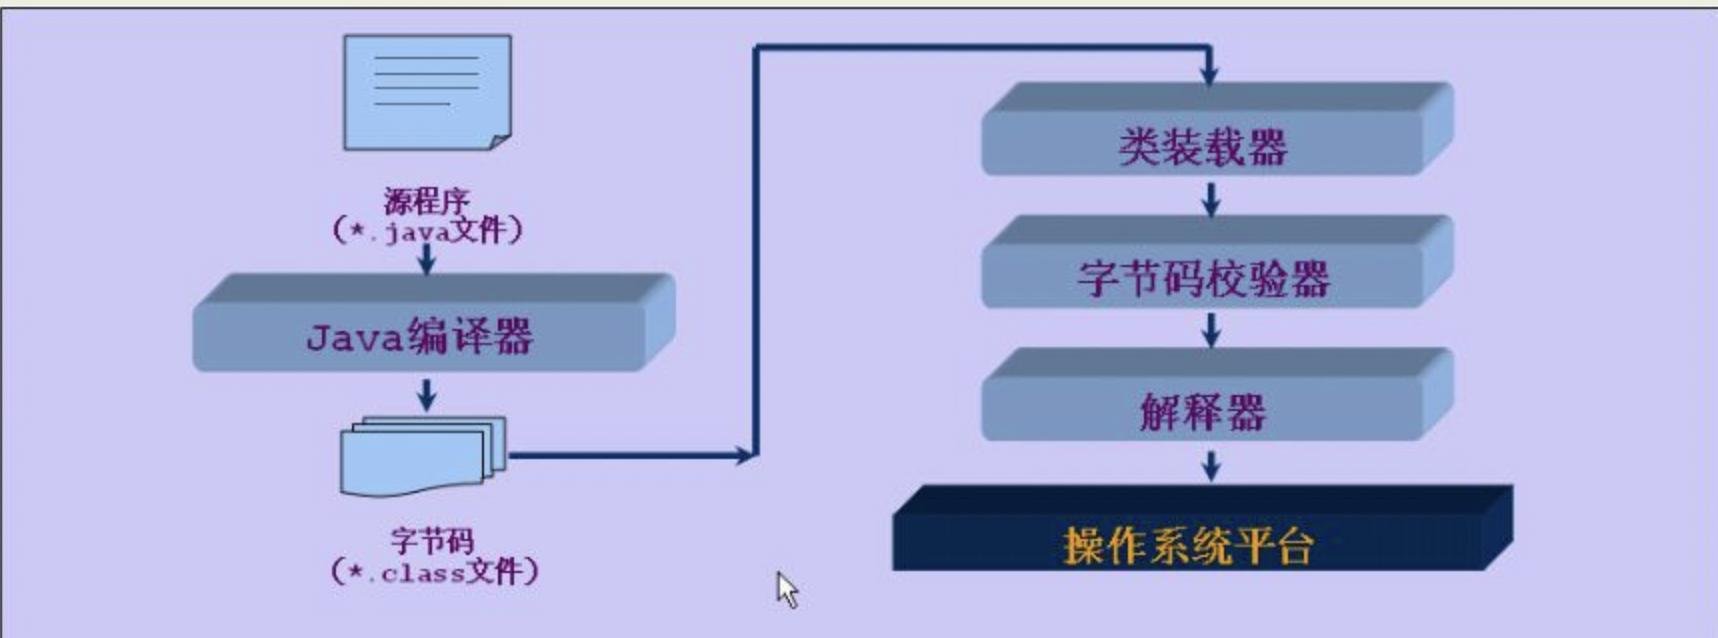 源程序
(*.java文件)
Java编译器
字节码
(*.class文件)
类装载器
字节码校验器
解释器
操作系统平台